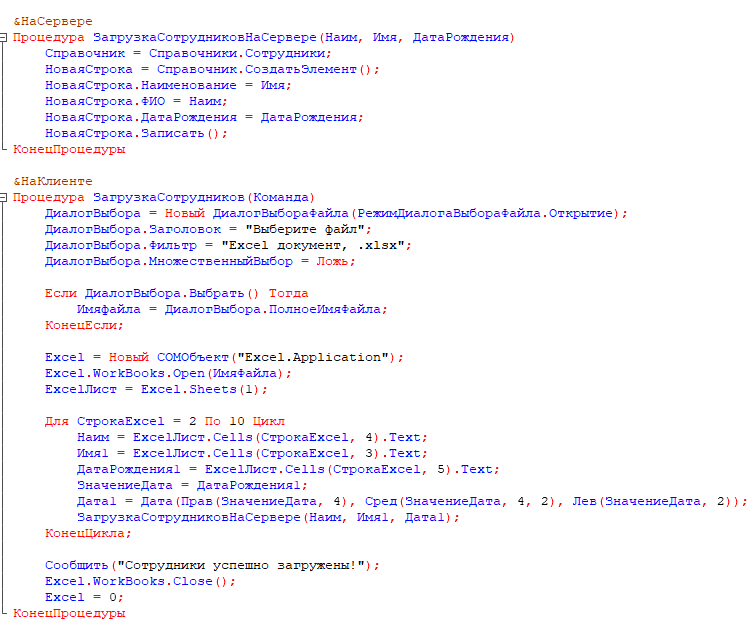 &НаСервере
Процедура ЗагрузкаСотрудниковНаСервере(Наим, Имя, ДатаРождения)
Справочник = Справочники.Сотрудники;
НоваяСтрока = Справочник.СоздатьЭлемент();
НоваяСтрока.Наименование = Имя;
НоваяСтрока.ФИО = Наим;
НоваяСтрока.ДатаРождения = ДатаРождения;
НоваяСтрока.Записать();
КонецПроцедуры
&НаКлиенте
Процедура ЗагрузкаСотрудников(Команда)
ДиалогВыбора = Новый ДиалогВыбораФайла(РежимДиалогаВыбораФайла.Открытие);
ДиалогВыбора.Заголовок = "Выберите файл";
ДиалогВыбора.Фильтр = "Excel документ, .xlsx";
ДиалогВыбора.МножественныйВыбор = Ложь;
Если ДиалогВыбора.Выбрать() Тогда
ИмяФайла = ДиалогВыбора.ПолноеИмяФайла;
КонецЕсли;
Excel = Новый COMОбъект("Excel.Application");
Excel.WorkBooks.Open(ИмяФайла);
ExcelЛист = Excel.Sheets(1);
Для СтрокаExcel = 2 По 10 Цикл
Наим = ExcelЛист.Cells(СтрокаExcel, 4).Text;
Имя1 = ExcelЛист.Cells(СтрокаExcel, 3).Text;
ДатаРождения1 = ExcelЛист.Cells(СтрокаExcel, 5).Text;
ЗначениеДата = ДатаРождения1;
Дата1 = Дата(Прав(ЗначениеДата, 4), Сред(ЗначениеДата, 4, 2), Лев(ЗначениеДата, 2));
ЗагрузкаСотрудниковНаСервере(Наим, Имя1, Дата1);
КонецЦикла;
Сообщить("Сотрудники успешно загружены!");
Excel.WorkBooks.Close();
Excel = 0;
КонецПроцедуры